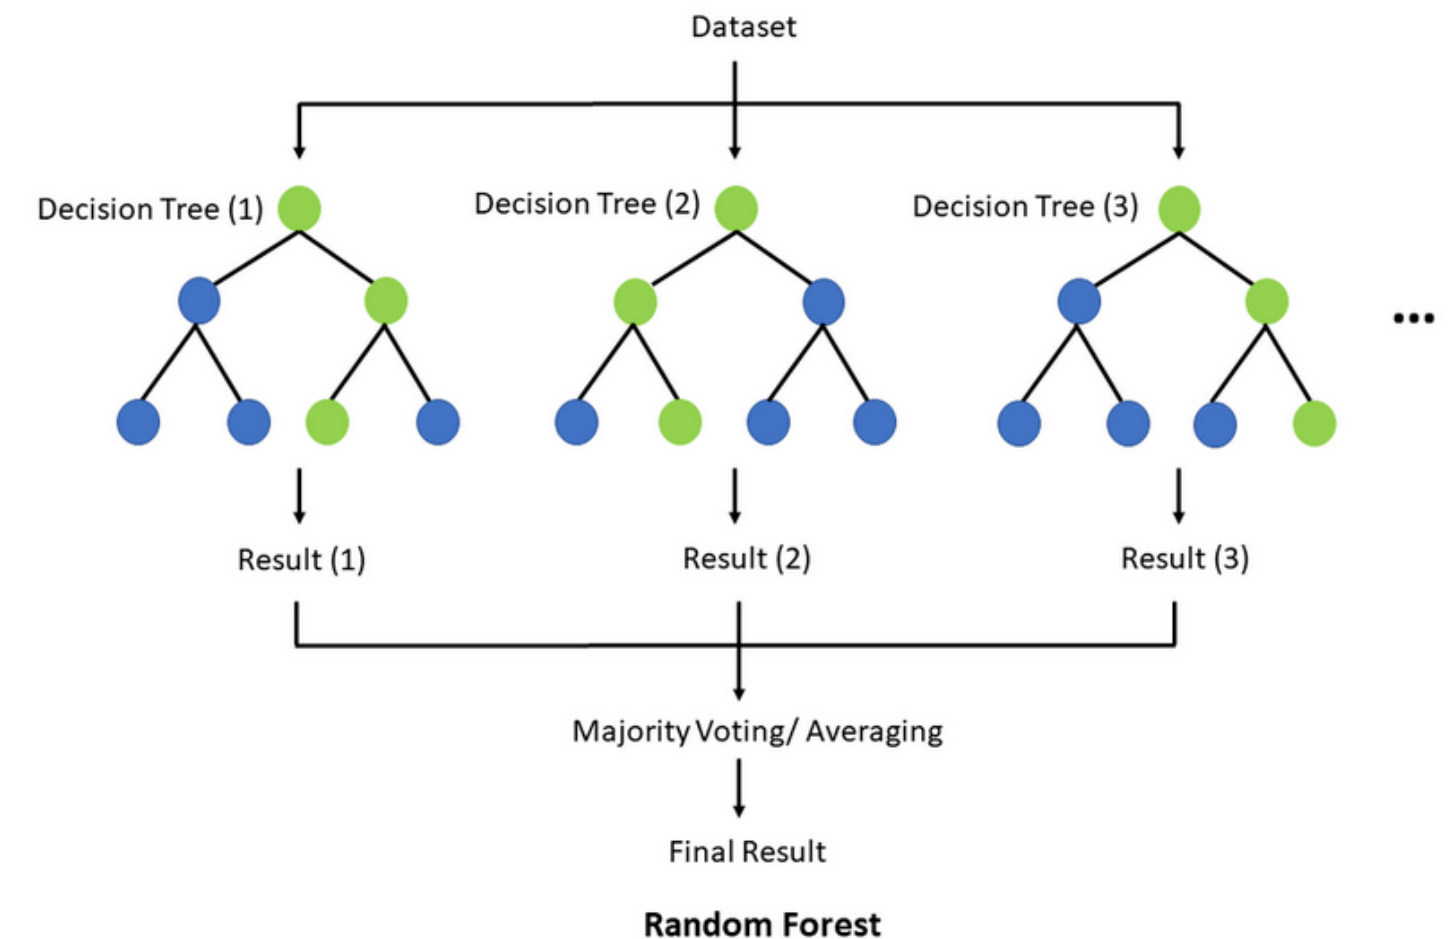 Dataset
Decision Tree (1)
Decision Tree (2)
Decision Tree (3)
...
Result (1)
Result (2)
Result (3)
Majority Voting/ Averaging
Final Result
Random Forest